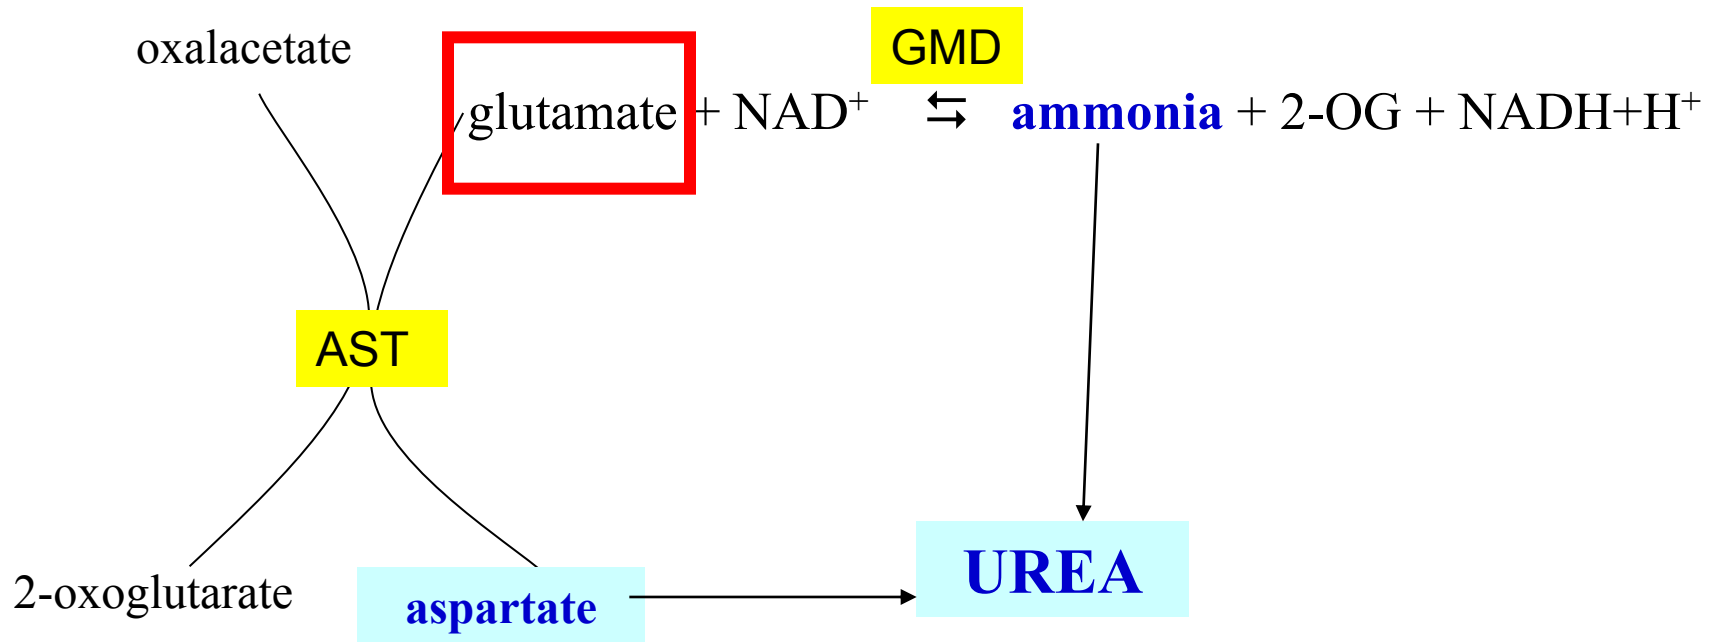 oxalacetate
GMD
glutamate + NAD⁺ ⇆ ammonia + 2-OG + NADH+H⁺
AST
UREA
2-oxoglutarate
aspartate